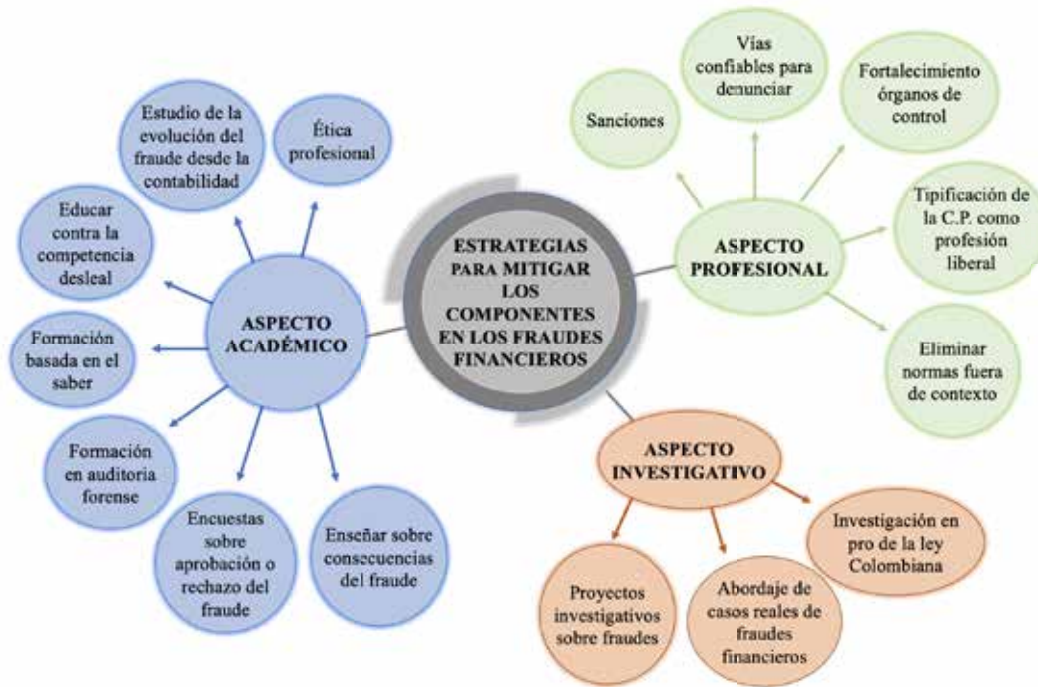 ESTRATEGIAS
PARA MITIGAR
LOS
COMPONENTES
EN LOS FRAUDES
FINANCIEROS
ASPECTO
ACADÉMICO
Ética
profesional
Estudio de la
evolución del
fraude desde la
contabilidad
Educar
contra la
competencia
desleal
Formación
basada en el
saber
Formación
en auditoria
forense
Encuestas
sobre
aprobación o
rechazo del
fraude
Enseñar sobre
consecuencias
del fraude
ASPECTO
PROFESIONAL
Sanciones
Vías
confiables para
denunciar
Fortalecimiento
órganos de
control
Tipificación de
la C.P. como
profesión
liberal
Eliminar
normas fuera
de contexto
ASPECTO
INVESTIGATIVO
Proyectos
investigativos
sobre fraudes
Abordaje de
casos reales de
fraudes
financieros
Investigación en
pro de la ley
Colombiana